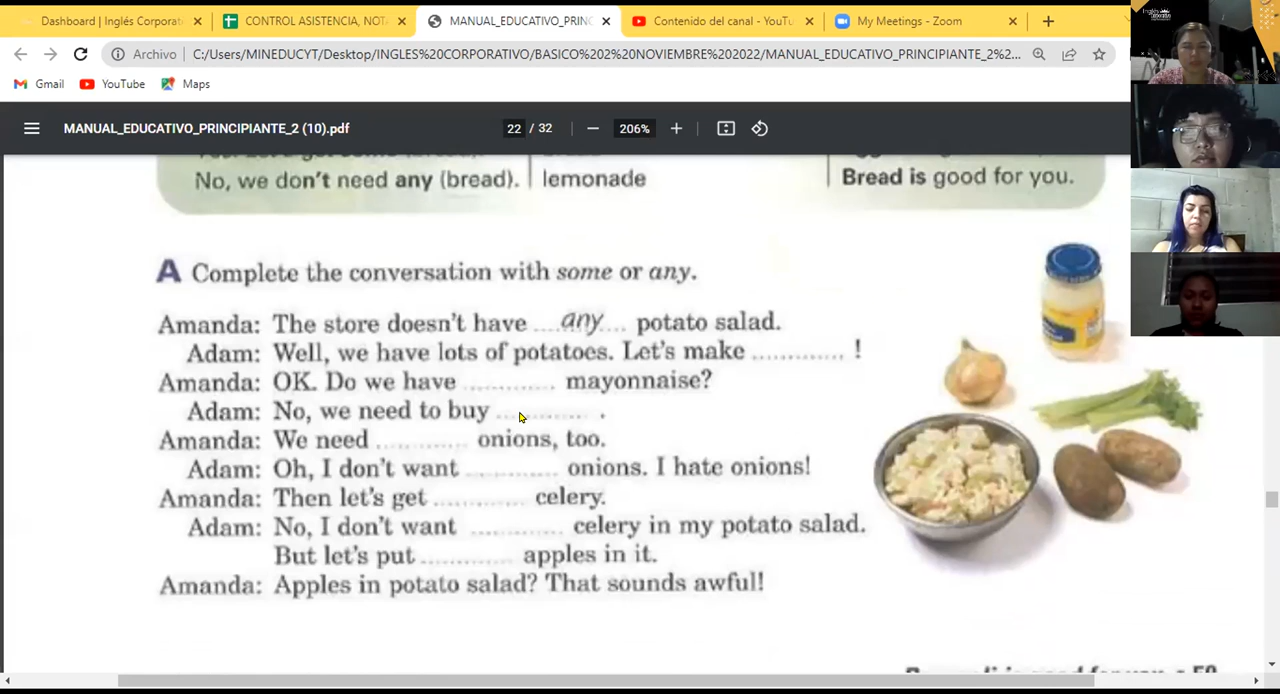 Dashboard | Inglés Corporat
CONTROL ASISTENCIA, NOT
MANUAL_EDUCATIVO_PRINC
Contenido del canal - YouTu
My Meetings - Zoom
Archivo
C:/Users/MINEDUCYT/Desktop/INGLES%20CORPORATIVO/BASICO%202%20NOVIEMBRE%202022/MANUAL_EDUCATIVO_PRINCIPIANTE_2%2...
Gmail YouTube Maps
MANUAL_EDUCATIVO_PRINCIPIANTE_2 (10).pdf
22 / 32
206%
No, we don't need any (bread).
lemonade
Bread is good for you.
A Complete the conversation with some or any.
Amanda: The store doesn't have ....any.... potato salad.
Adam: Well, we have lots of potatoes. Let's make ............. !
Amanda: OK. Do we have ............. mayonnaise?
Adam: No, we need to buy ............. .
Amanda: We need ............. onions, too.
Adam: Oh, I don't want ............. onions. I hate onions!
Amanda: Then let's get ............. celery.
Adam: No, I don't want ............. celery in my potato salad.
But let's put ............. apples in it.
Amanda: Apples in potato salad? That sounds awful!